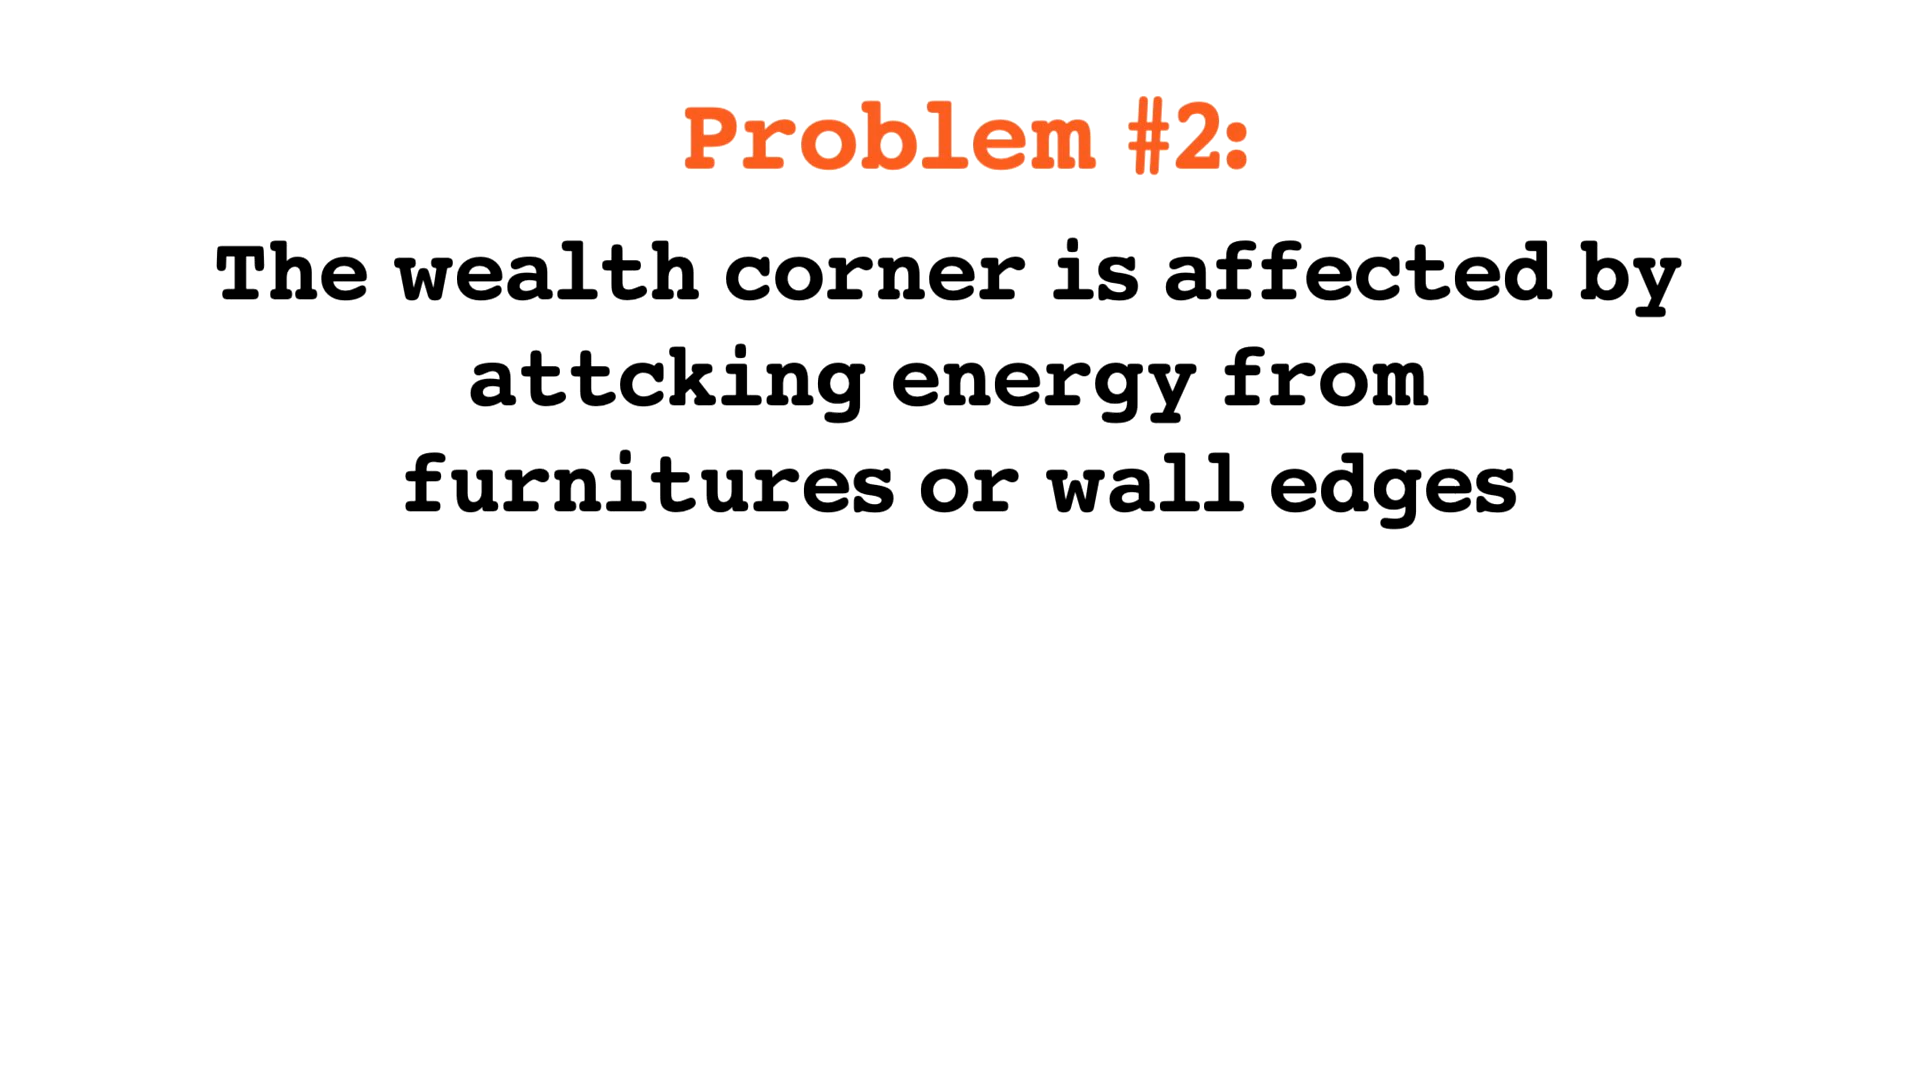 Problem #2:
The wealth corner is affected by
attcking energy from
furnitures or wall edges